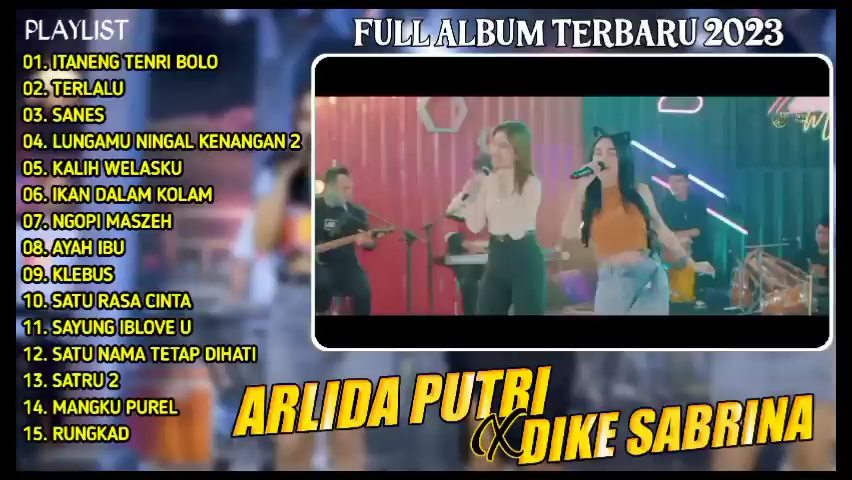 PLAYLIST
FULL ALBUM TERBARU 2023
01. ITANENG TENRI BOLO
02. TERLALU
03. SANES
04. LUNGAMU NINGAL KENANGAN 2
05. KALIH WELASKU
06. IKAN DALAM KOLAM
07. NGOPI MASZEH
08. AYAH IBU
09. KLEBUS
10. SATU RASA CINTA
11. SAYUNG IBLOVE U
12. SATU NAMA TETAP DIHATI
13. SATRU 2
14. MANGKU PUREL
15. RUNGKAD
ARLIDA PUTRI
X DIKE SABRINA